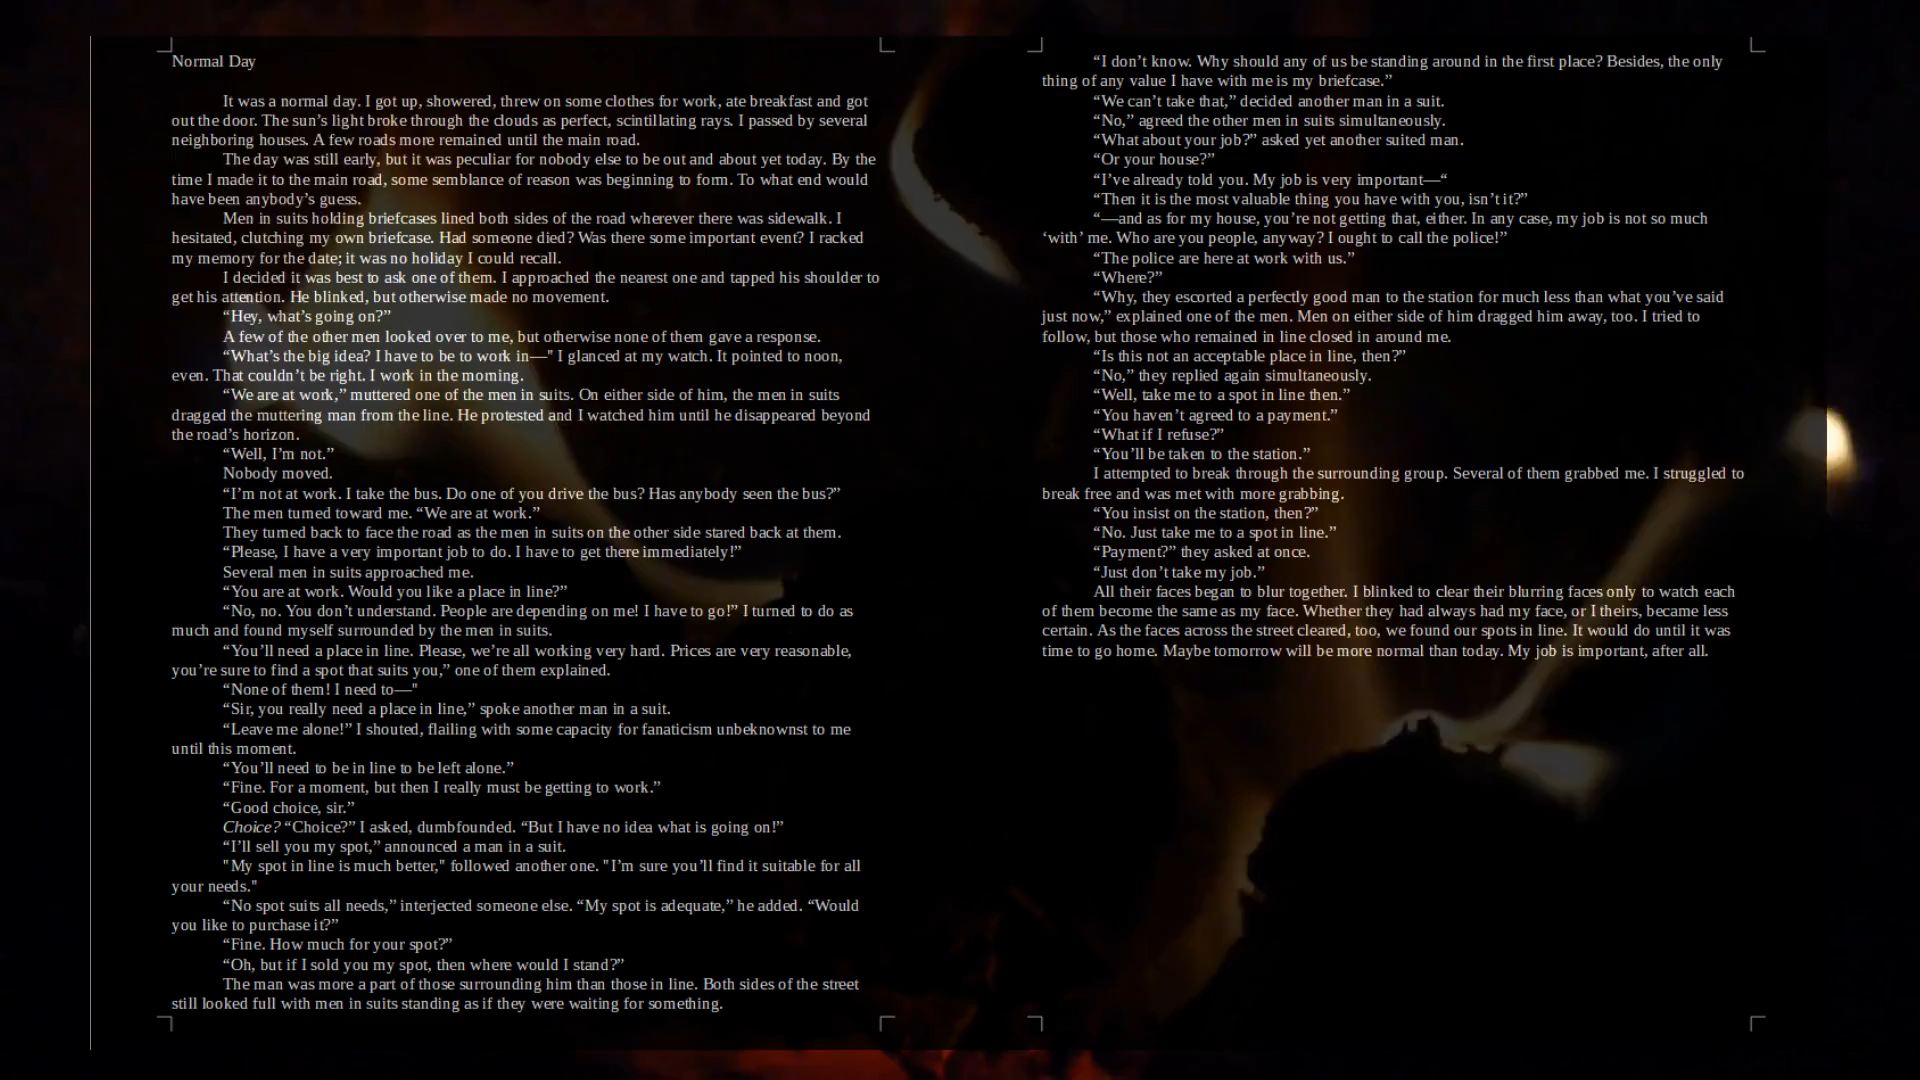 Normal Day
It was a normal day. I got up, showered, threw on some clothes for work, ate breakfast and got
out the door. The sun’s light broke through the clouds as perfect, scintillating rays. I passed by several
neighboring houses. A few roads more remained until the main road.
The day was still early, but it was peculiar for nobody else to be out and about yet today. By the
time I made it to the main road, some semblance of reason was beginning to form. To what end would
have been anybody’s guess.
Men in suits holding briefcases lined both sides of the road wherever there was sidewalk. I
hesitated, clutching my own briefcase. Had someone died? Was there some important event? I racked
my memory for the date; it was no holiday I could recall.
I decided it was best to ask one of them. I approached the nearest one and tapped his shoulder to
get his attention. He blinked, but otherwise made no movement.
“Hey, what’s going on?”
A few of the other men looked over to me, but otherwise none of them gave a response.
“What’s the big idea? I have to be to work in—" I glanced at my watch. It pointed to noon,
even. That couldn’t be right. I work in the morning.
“We are at work,” muttered one of the men in suits. On either side of him, the men in suits
dragged the muttering man from the line. He protested and I watched him until he disappeared beyond
the road’s horizon.
“Well, I’m not.”
Nobody moved.
“I’m not at work. I take the bus. Do one of you drive the bus? Has anybody seen the bus?”
The men turned toward me. “We are at work.”
They turned back to face the road as the men in suits on the other side stared back at them.
“Please, I have a very important job to do. I have to get there immediately!”
Several men in suits approached me.
“You are at work. Would you like a place in line?”
“No, no. You don’t understand. People are depending on me! I have to go!” I turned to do as
much and found myself surrounded by the men in suits.
“You’ll need a place in line. Please, we’re all working very hard. Prices are very reasonable,
you’re sure to find a spot that suits you,” one of them explained.
“None of them! I need to—"
“Sir, you really need a place in line,” spoke another man in a suit.
“Leave me alone!” I shouted, flailing with some capacity for fanaticism unbeknownst to me
until this moment.
“You’ll need to be in line to be left alone.”
“Fine. For a moment, but then I really must be getting to work.”
“Good choice, sir.”
Choice? “Choice?” I asked, dumbfounded. “But I have no idea what is going on!”
“I’ll sell you my spot,” announced a man in a suit.
"My spot in line is much better," followed another one. "I’m sure you’ll find it suitable for all
your needs."
“No spot suits all needs,” interjected someone else. “My spot is adequate,” he added. “Would
you like to purchase it?”
“Fine. How much for your spot?”
“Oh, but if I sold you my spot, then where would I stand?”
The man was more a part of those surrounding him than those in line. Both sides of the street
still looked full with men in suits standing as if they were waiting for something.
“I don’t know. Why should any of us be standing around in the first place? Besides, the only
thing of any value I have with me is my briefcase.”
“We can’t take that,” decided another man in a suit.
“No,” agreed the other men in suits simultaneously.
“What about your job?” asked yet another suited man.
“Or your house?”
“I’ve already told you. My job is very important—“
“Then it is the most valuable thing you have with you, isn’t it?”
“—and as for my house, you’re not getting that, either. In any case, my job is not so much
‘with’ me. Who are you people, anyway? I ought to call the police!”
“The police are here at work with us.”
“Where?”
“Why, they escorted a perfectly good man to the station for much less than what you’ve said
just now,” explained one of the men. Men on either side of him dragged him away, too. I tried to
follow, but those who remained in line closed in around me.
“Is this not an acceptable place in line, then?”
“No,” they replied again simultaneously.
“Well, take me to a spot in line then.”
“You haven’t agreed to a payment.”
“What if I refuse?”
“You’ll be taken to the station.”
I attempted to break through the surrounding group. Several of them grabbed me. I struggled to
break free and was met with more grabbing.
“You insist on the station, then?”
“No. Just take me to a spot in line.”
“Payment?” they asked at once.
“Just don’t take my job.”
All their faces began to blur together. I blinked to clear their blurring faces only to watch each
of them become the same as my face. Whether they had always had my face, or I theirs, became less
certain. As the faces across the street cleared, too, we found our spots in line. It would do until it was
time to go home. Maybe tomorrow will be more normal than today. My job is important, after all.